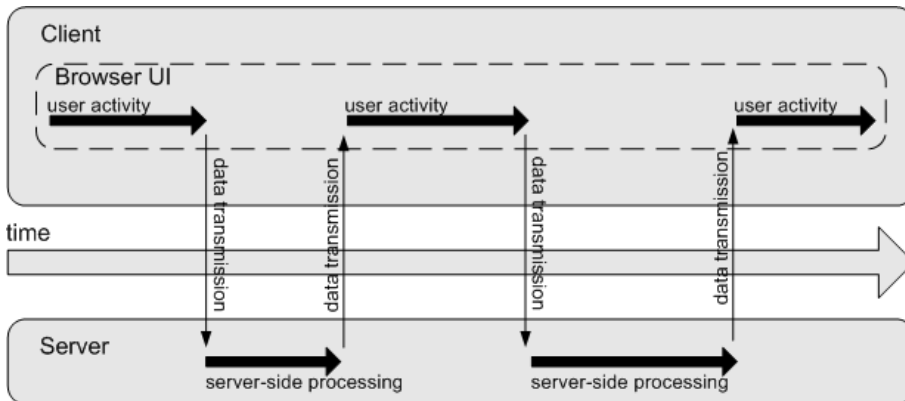 Client
Browser UI
user activity
user activity
user activity
data transmission
data transmission
data transmission
data transmission
time
Server
server-side processing
server-side processing